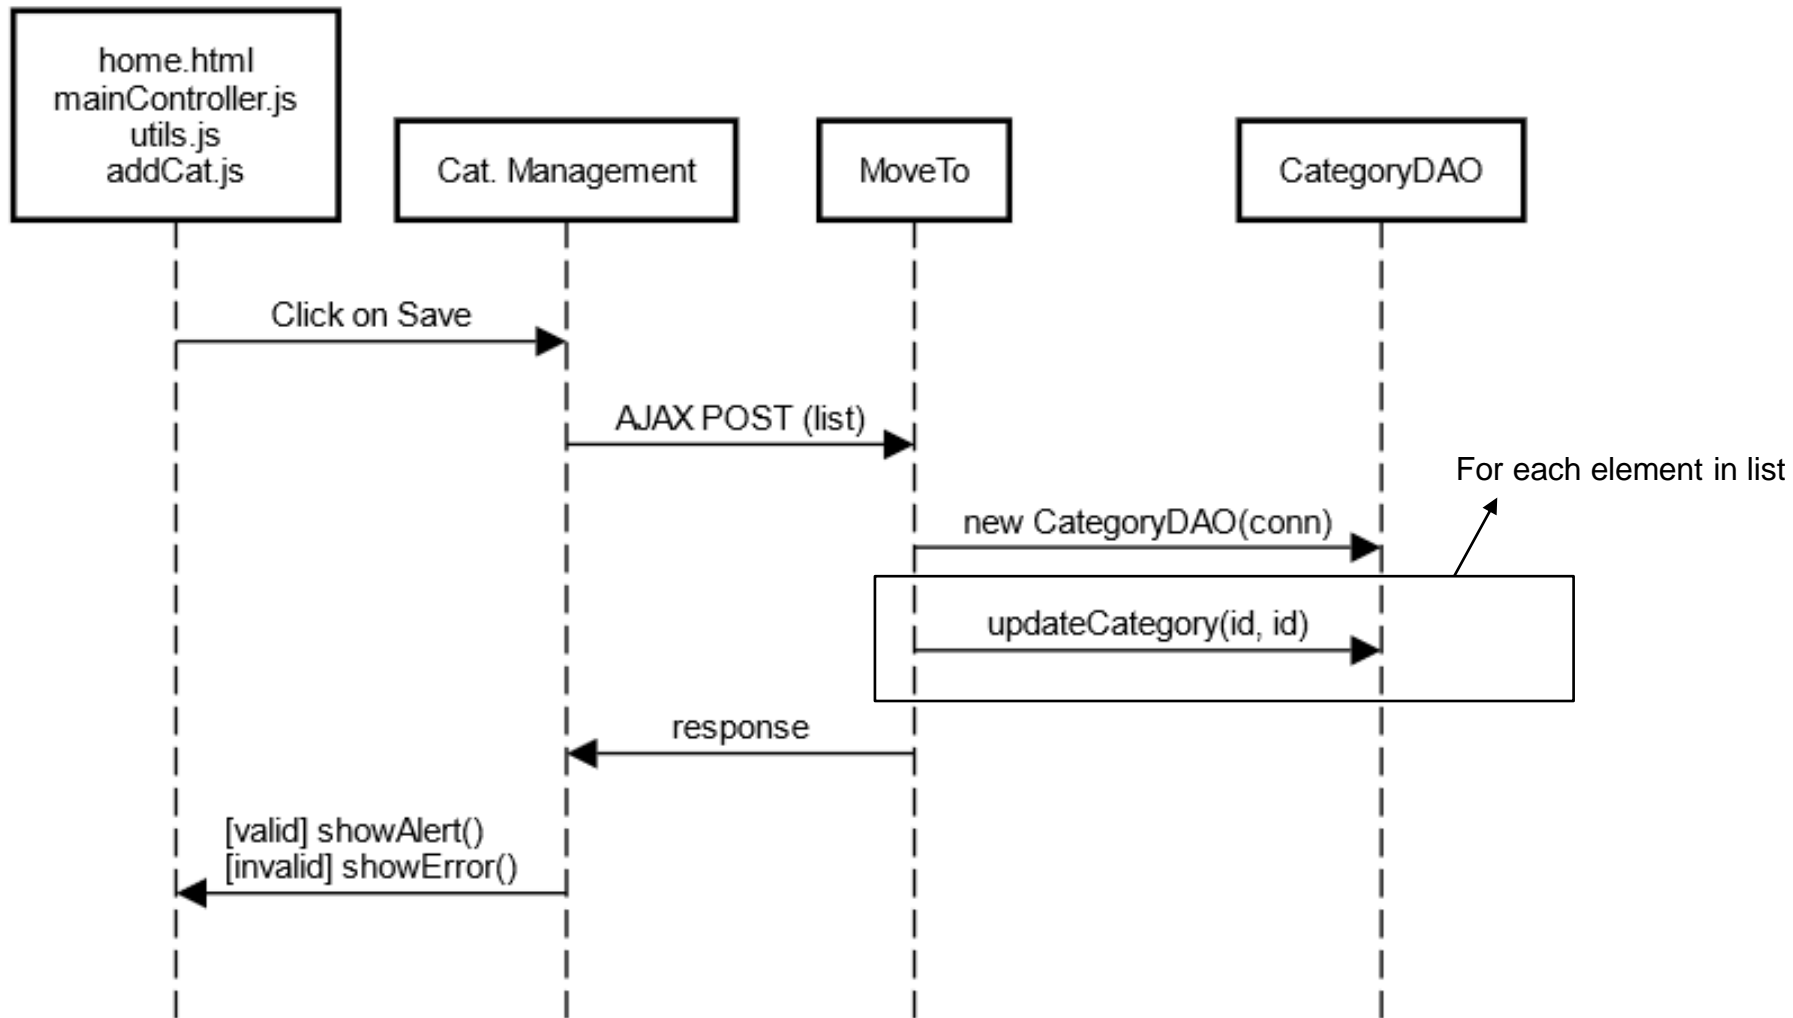 home.html
mainController.js
utils.js
addCat.js
Cat. Management
MoveTo
CategoryDAO
Click on Save
AJAX POST (list)
For each element in list
new CategoryDAO(conn)
updateCategory(id, id)
response
[valid] showAlert()
[invalid] showError()